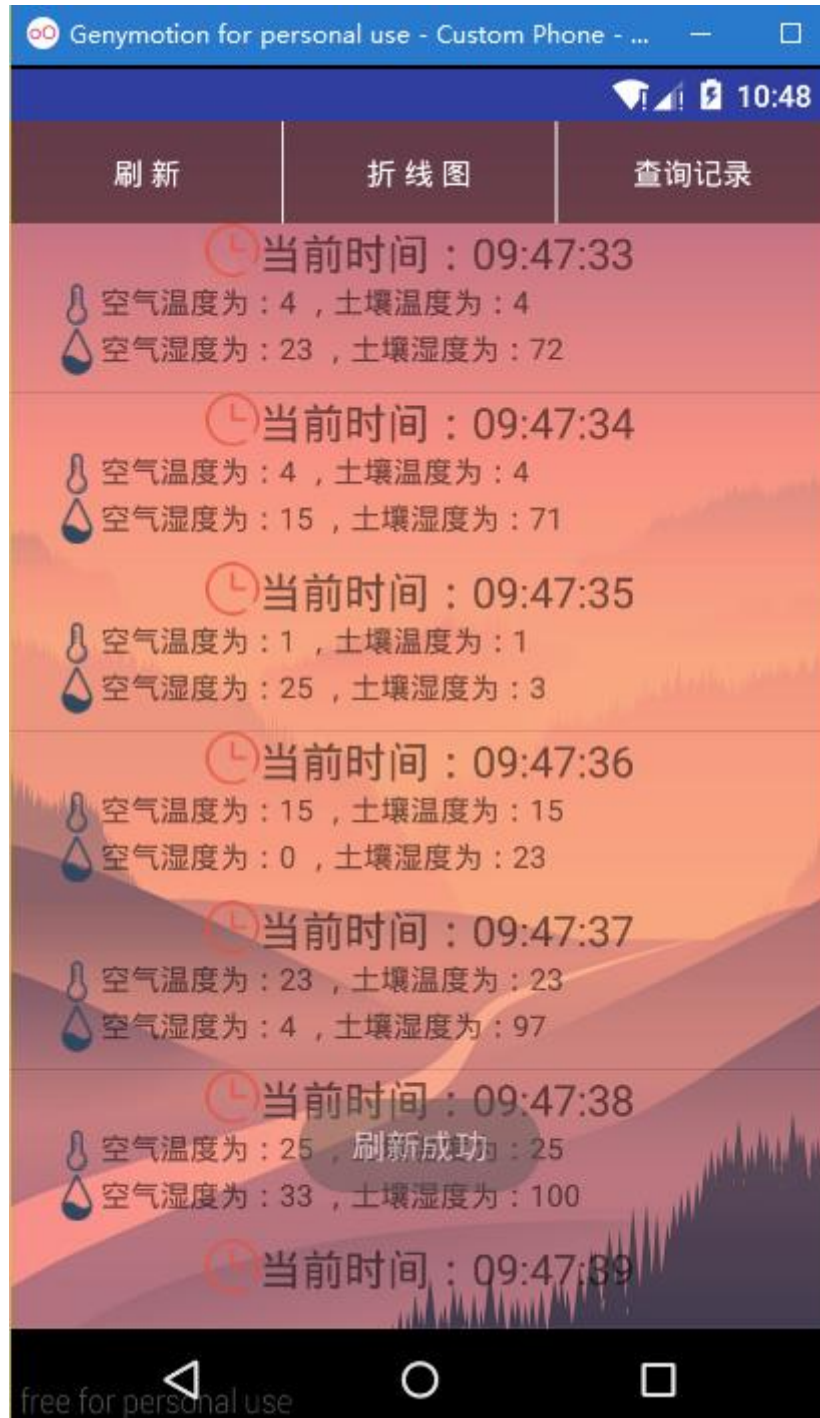 Genymotion for personal use - Custom Phone - ...
10:48
刷 新 折 线 图 查询记录
当前时间：09:47:33
空气温度为：4 ，土壤温度为：4
空气湿度为：23 ，土壤湿度为：72
当前时间：09:47:34
空气温度为：4 ，土壤温度为：4
空气湿度为：15 ，土壤湿度为：71
当前时间：09:47:35
空气温度为：1 ，土壤温度为：1
空气湿度为：25 ，土壤湿度为：3
当前时间：09:47:36
空气温度为：15 ，土壤温度为：15
空气湿度为：0 ，土壤湿度为：23
当前时间：09:47:37
空气温度为：23 ，土壤温度为：23
空气湿度为：4 ，土壤湿度为：97
当前时间：09:47:38
空气温度为：25 ，土壤温度为：25
刷新成功
空气湿度为：33 ，土壤湿度为：100
当前时间：09:47:39
free for personal use